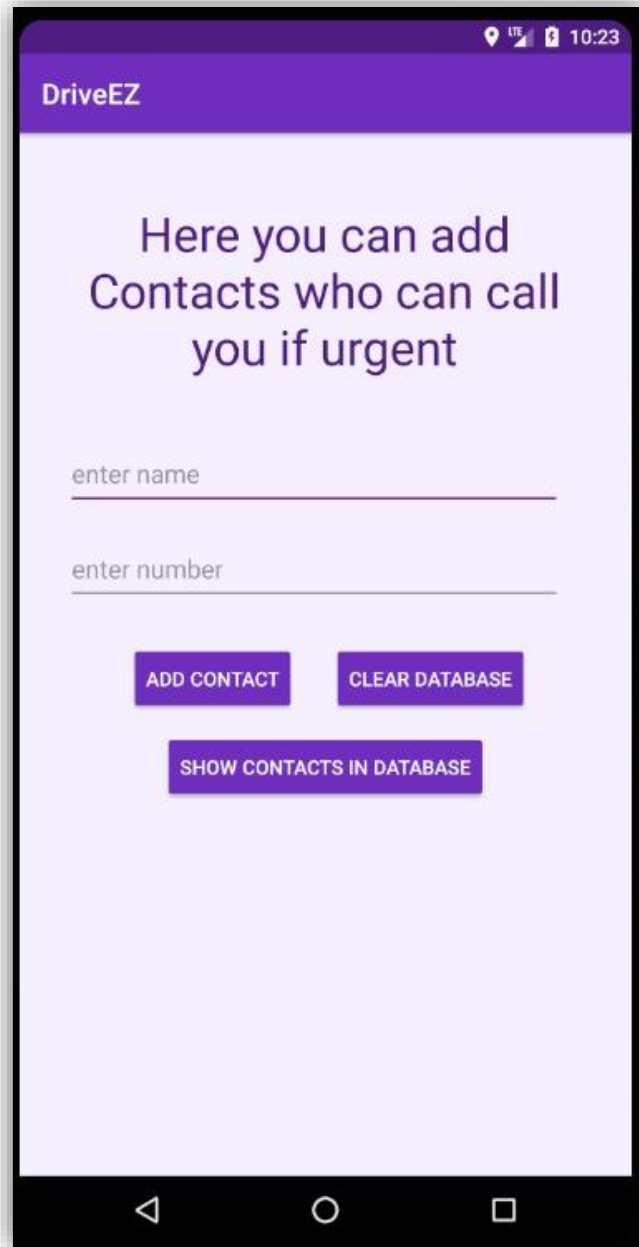 LTE 10:23
DriveEZ
Here you can add
Contacts who can call
you if urgent
enter name
enter number
ADD CONTACT CLEAR DATABASE
SHOW CONTACTS IN DATABASE